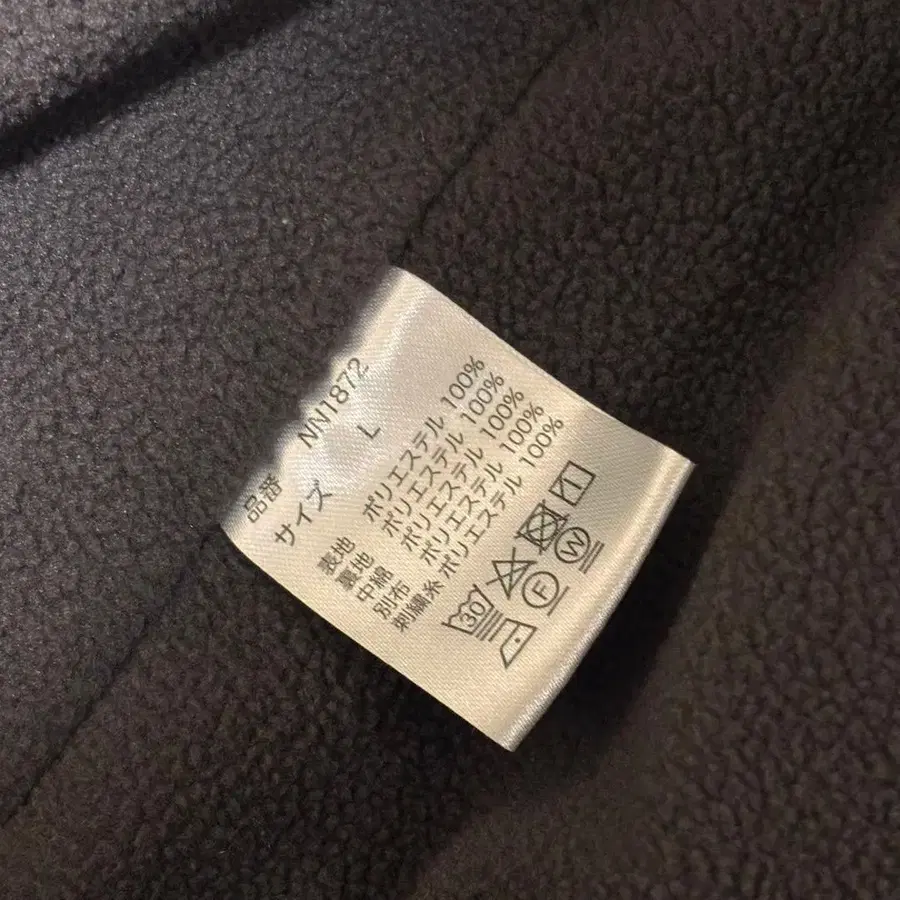 品番 NN1872
サイズ L
表地 ポリエステル 100%
裏地 ポリエステル 100%
中綿 ポリエステル 100%
別布 ポリエステル 100%
刺繍糸 ポリエステル 100%
30
F W